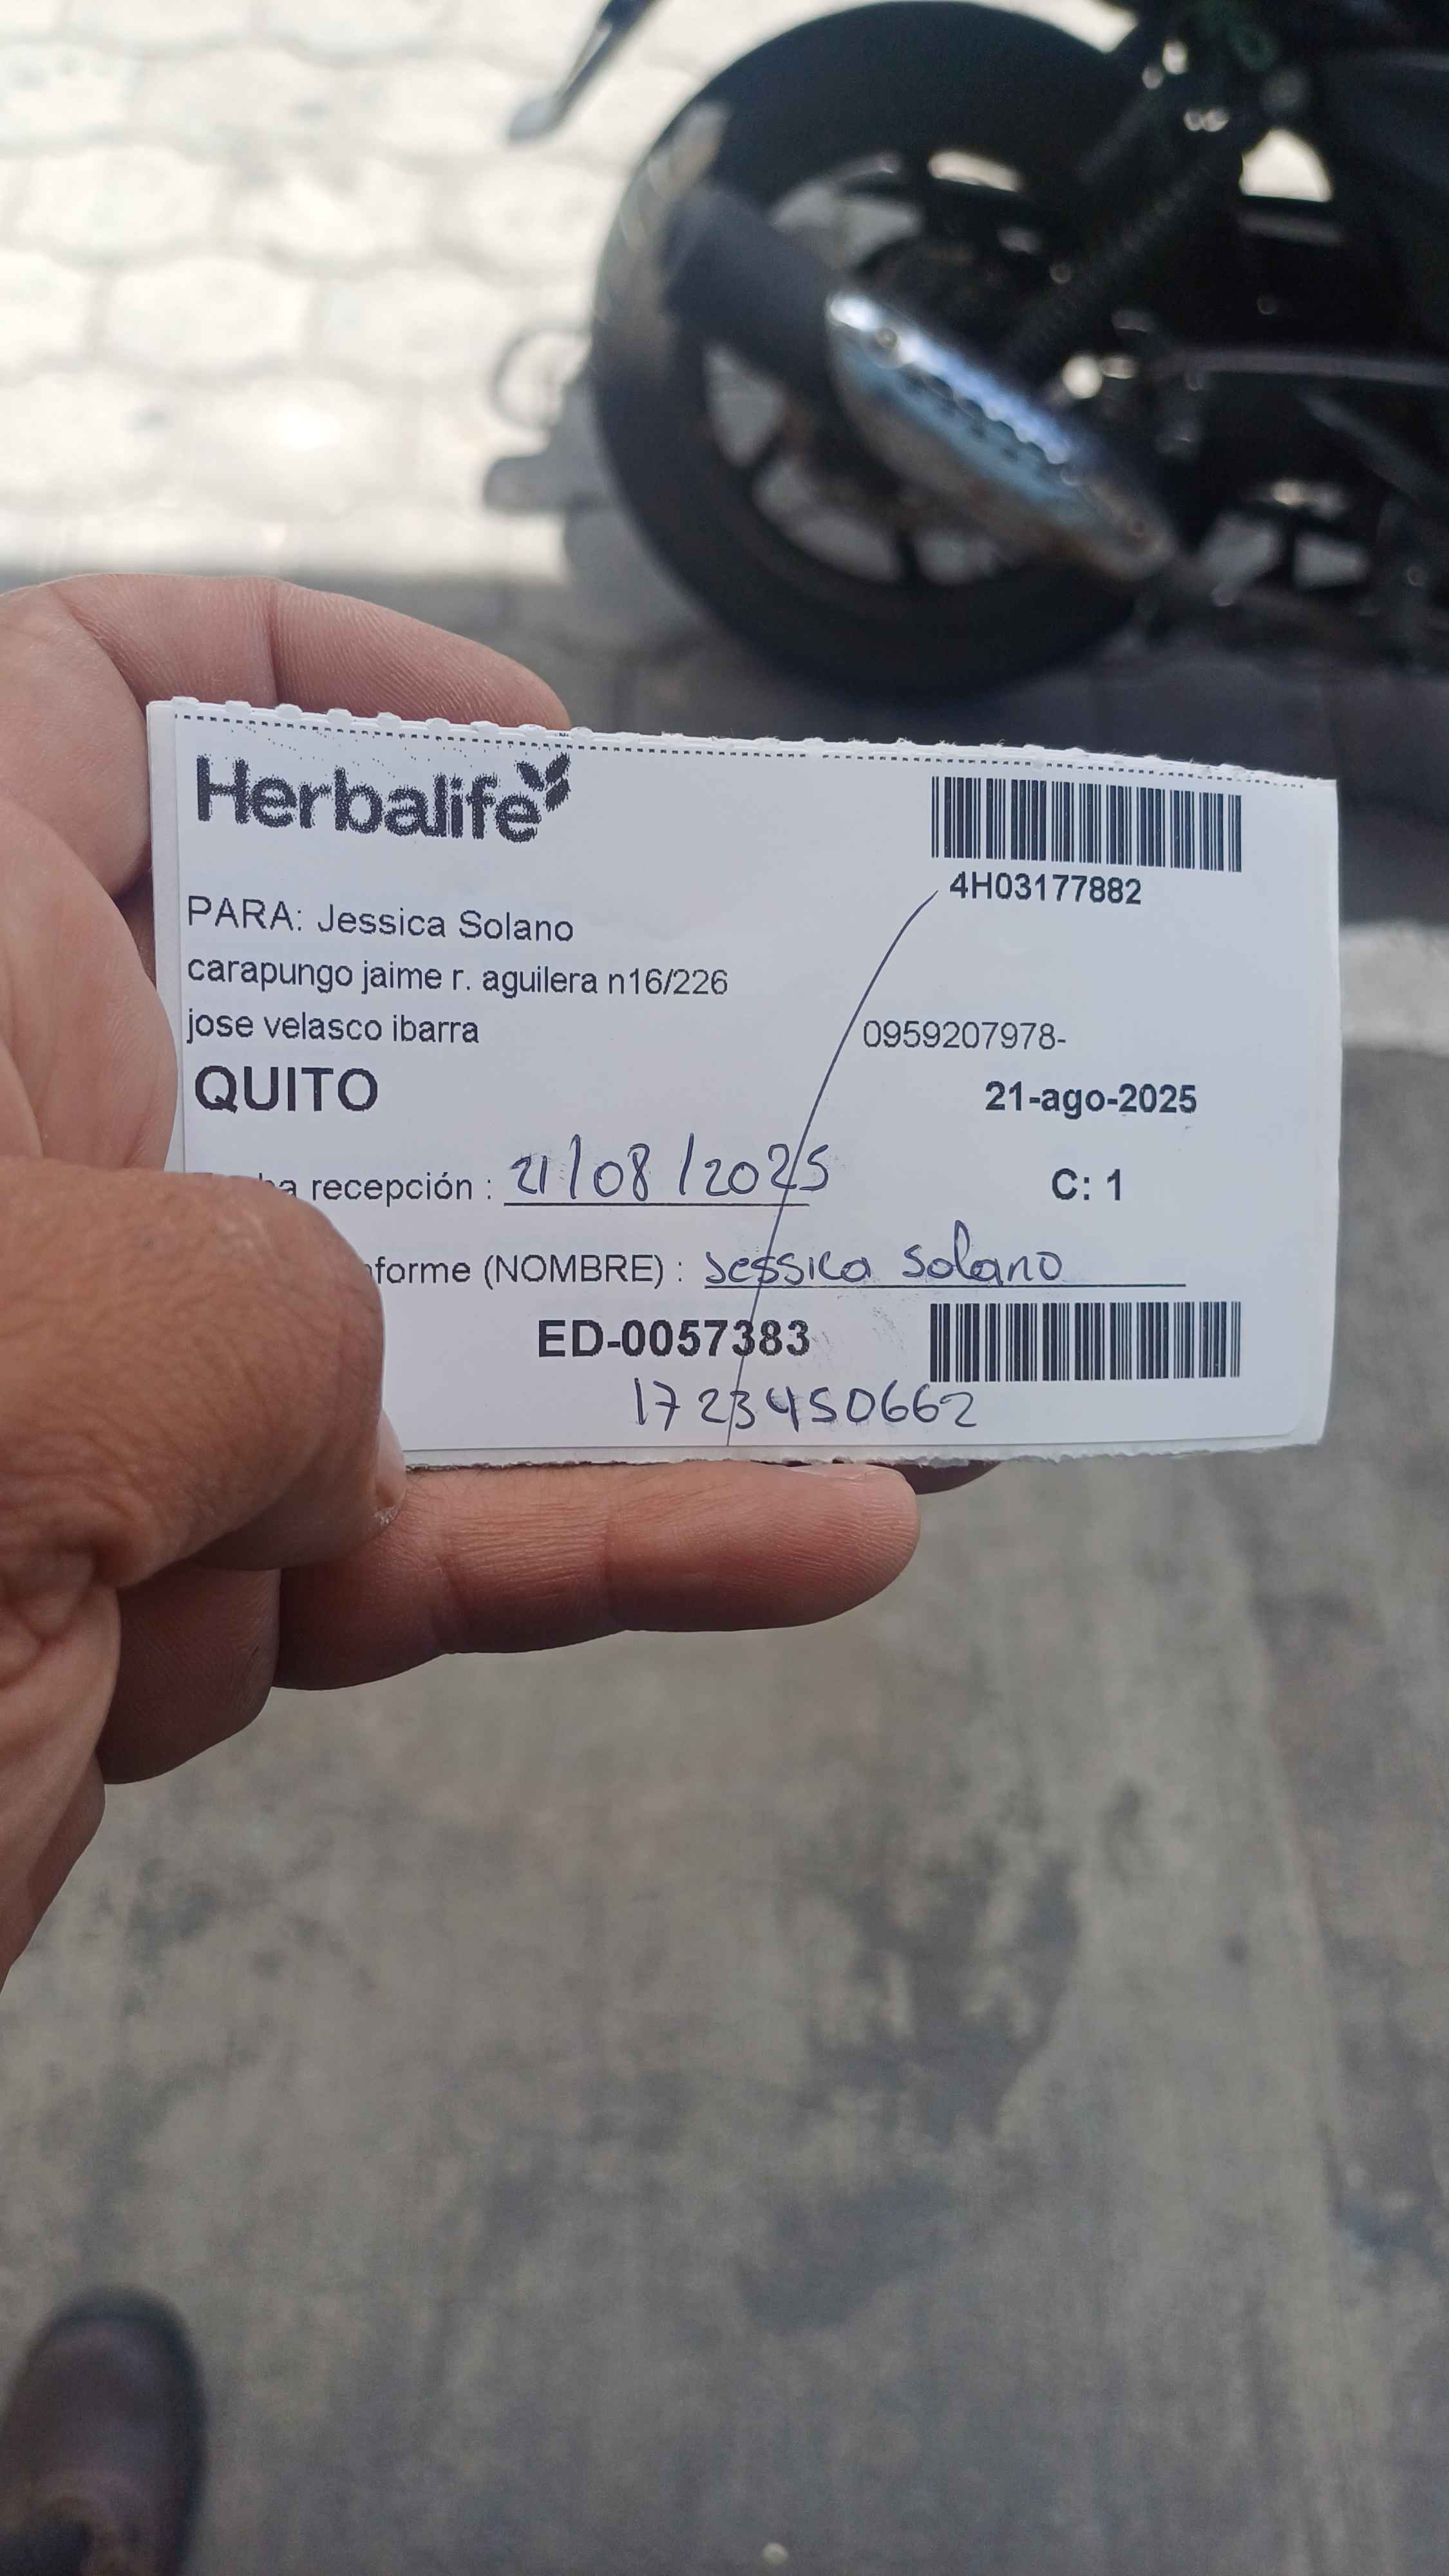 Herbalife
4H03177882
PARA: Jessica Solano
carapungo jaime r. aguilera n16/226
jose velasco ibarra
0959207978-
QUITO
21-ago-2025
recepción : 21/08/2025
C: 1
(NOMBRE) : Jessica Solano
ED-0057383
1723450662